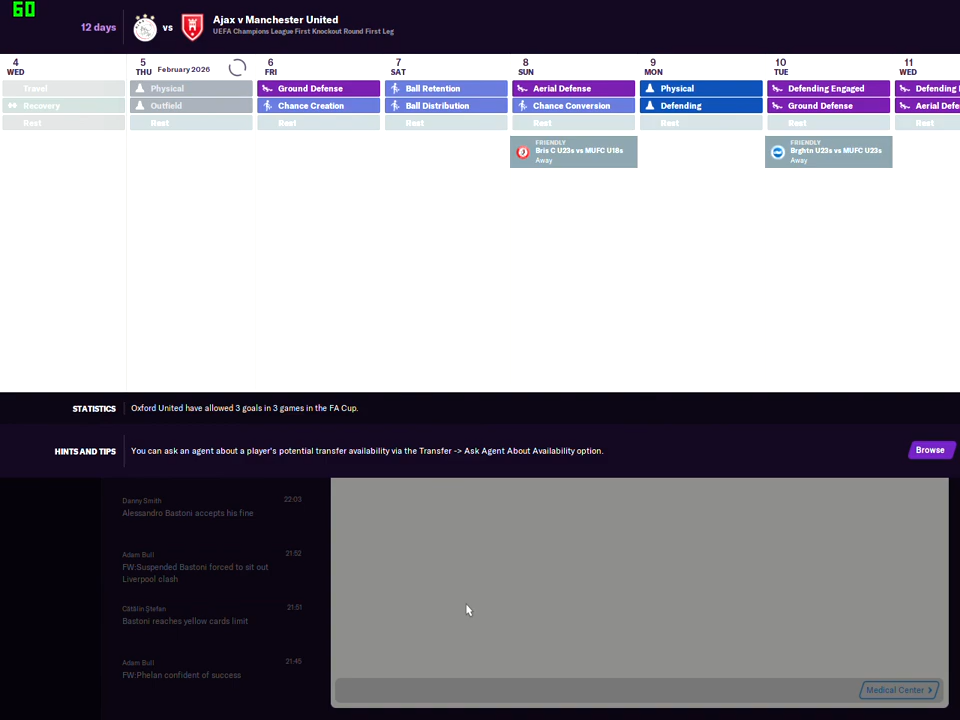 60
12 days
vs
Ajax v Manchester United
UEFA Champions League First Knockout Round First Leg
4
WED
5
THU February 2026
6
FRI
7
SAT
8
SUN
9
MON
10
TUE
11
WED
Travel
Physical
Ground Defense
Ball Retention
Aerial Defense
Physical
Defending Engaged
Defending
Recovery
Outfield
Chance Creation
Ball Distribution
Chance Conversion
Defending
Ground Defense
Aerial Defe
Rest
Rest
Rest
Rest
Rest
Rest
Rest
Rest
FRIENDLY
Bris C U23s vs MUFC U18s
Away
FRIENDLY
Brghtn U23s vs MUFC U23s
Away
STATISTICS
Oxford United have allowed 3 goals in 3 games in the FA Cup.
HINTS AND TIPS
You can ask an agent about a player's potential transfer availability via the Transfer -> Ask Agent About Availability option.
Browse
Danny Smith 22:03
Alessandro Bastoni accepts his fine
Adam Bull 21:52
FW:Suspended Bastoni forced to sit out
Liverpool clash
Cătălin Ștefan 21:51
Bastoni reaches yellow cards limit
Adam Bull 21:45
FW:Phelan confident of success
Medical Center